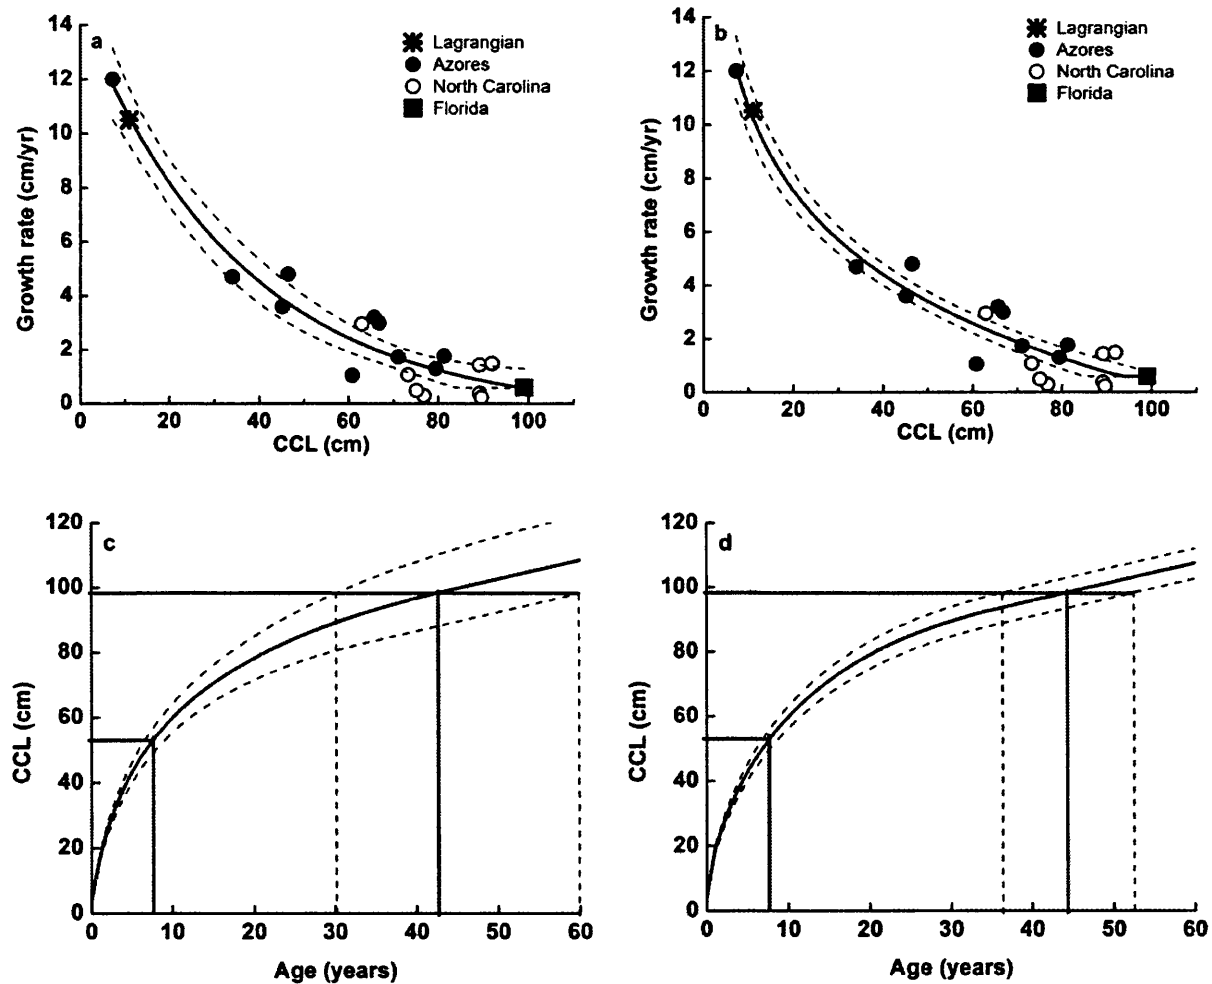 a
Lagrangian
Azores
North Carolina
Florida
14
12
10
8
6
4
2
0
Growth rate (cm/yr)
0 20 40 60 80 100
CCL (cm)
b
Lagrangian
Azores
North Carolina
Florida
14
12
10
8
6
4
2
0
Growth rate (cm/yr)
0 20 40 60 80 100
CCL (cm)
c
120
100
80
60
40
20
0
CCL (cm)
0 10 20 30 40 50 60
Age (years)
d
120
100
80
60
40
20
0
CCL (cm)
0 10 20 30 40 50 60
Age (years)